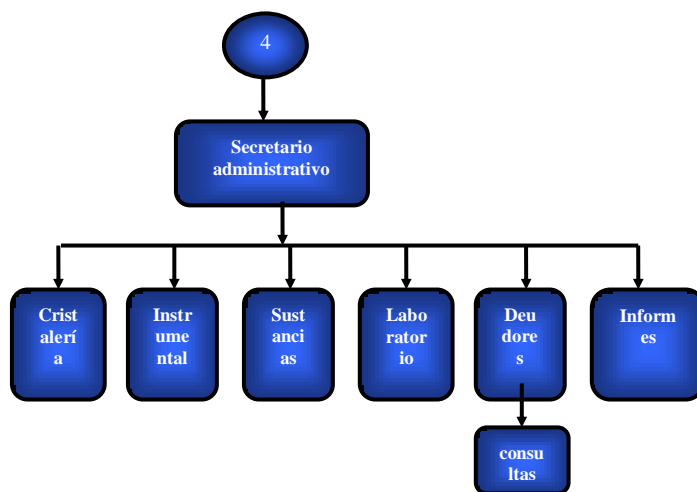 4
Secretario
administrativo
Crist
alerí
a
Instr
ume
ntal
Sust
anci
as
Labo
rator
io
Deu
dore
s
Inform
es
consu
ltas